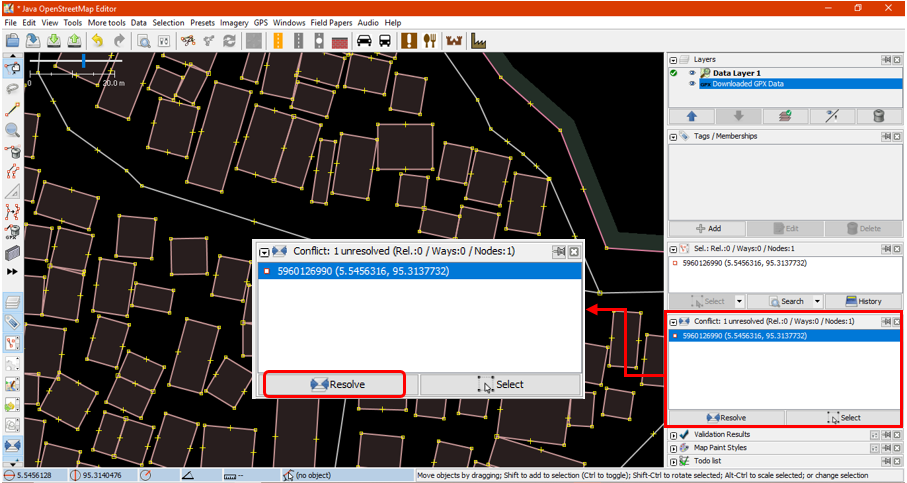 * Java OpenStreetMap Editor
File Edit View Tools More tools Data Selection Presets Imagery GPS Windows Field Papers Audio Help
0
20.0 m
Layers
Data Layer 1
GPX Downloaded GPX Data
Tags / Memberships
Add Edit Delete
Sel.: Rel.:0 / Ways:0 / Nodes:1
5960126990 (5.5456316, 95.3137732)
Select Search History
Conflict: 1 unresolved (Rel.:0 / Ways:0 / Nodes:1)
5960126990 (5.5456316, 95.3137732)
Resolve Select
Conflict: 1 unresolved (Rel.:0 / Ways:0 / Nodes:1)
5960126990 (5.5456316, 95.3137732)
Resolve Select
Validation Results
Map Paint Styles
Todo list
GPX
5.5456128 95.3140476 -- (no object) Move objects by dragging; Shift to add to selection (Ctrl to toggle); Shift-Ctrl to rotate selected; Alt-Ctrl to scale selected; or change selection